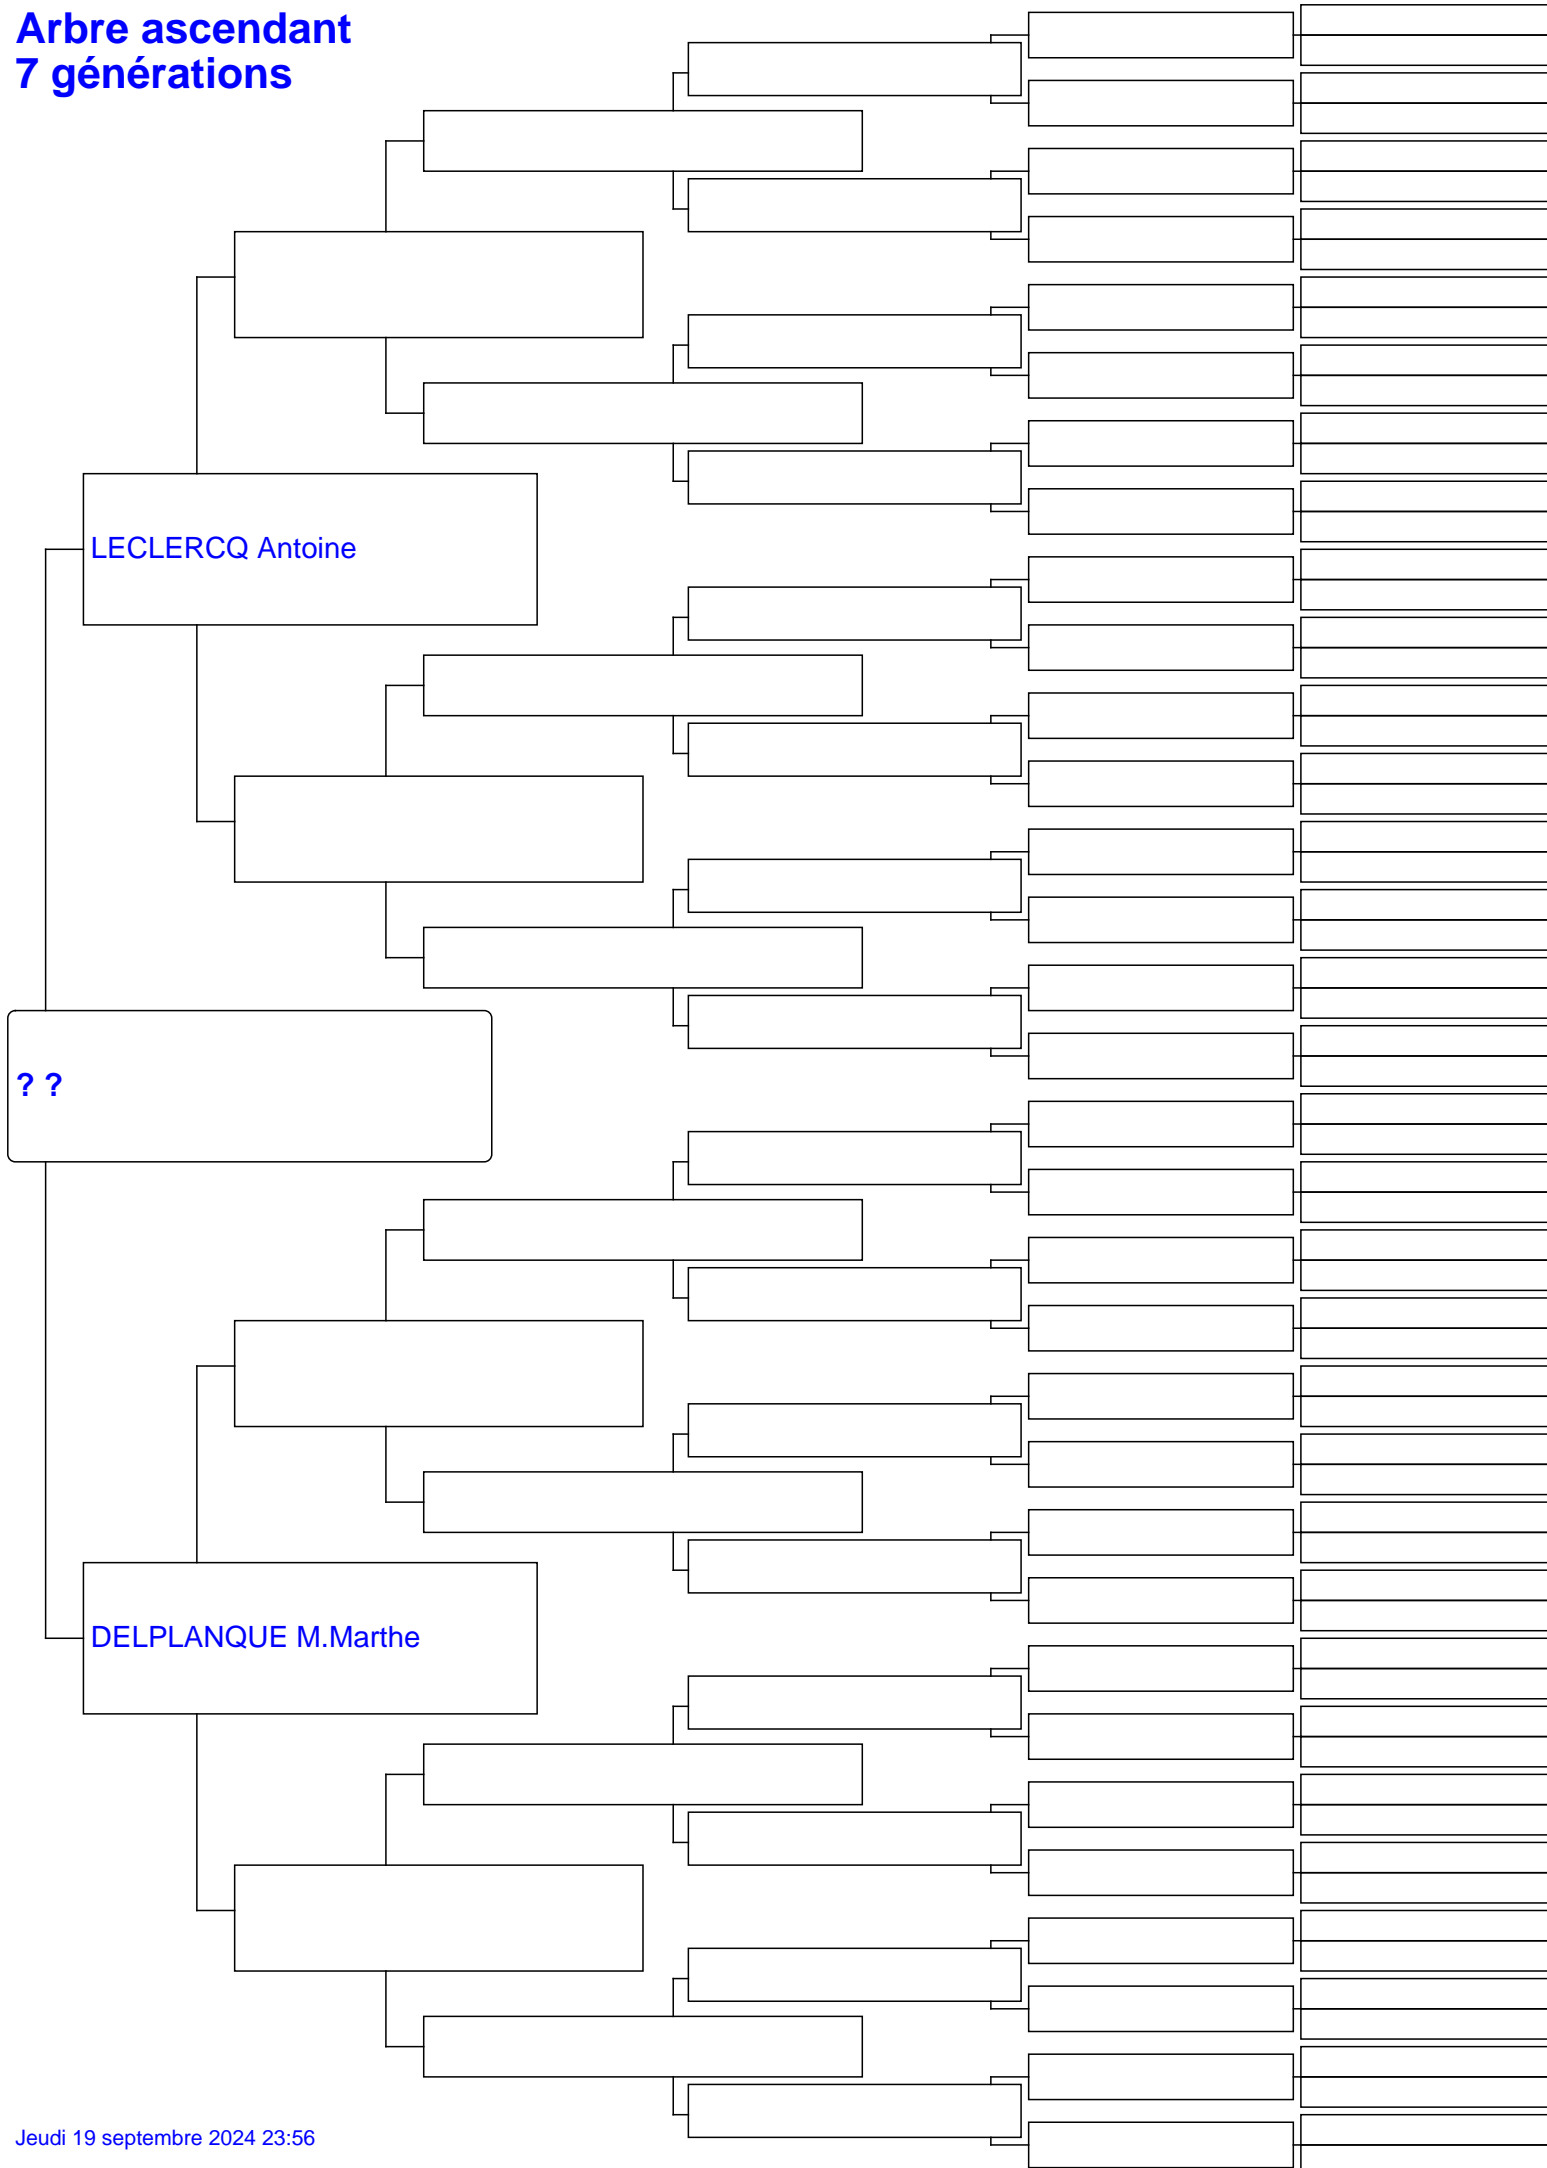 Arbre ascendant
7 générations
LECLERCQ Antoine
? ?
DELPLANQUE M.Marthe
Jeudi 19 septembre 2024 23:56